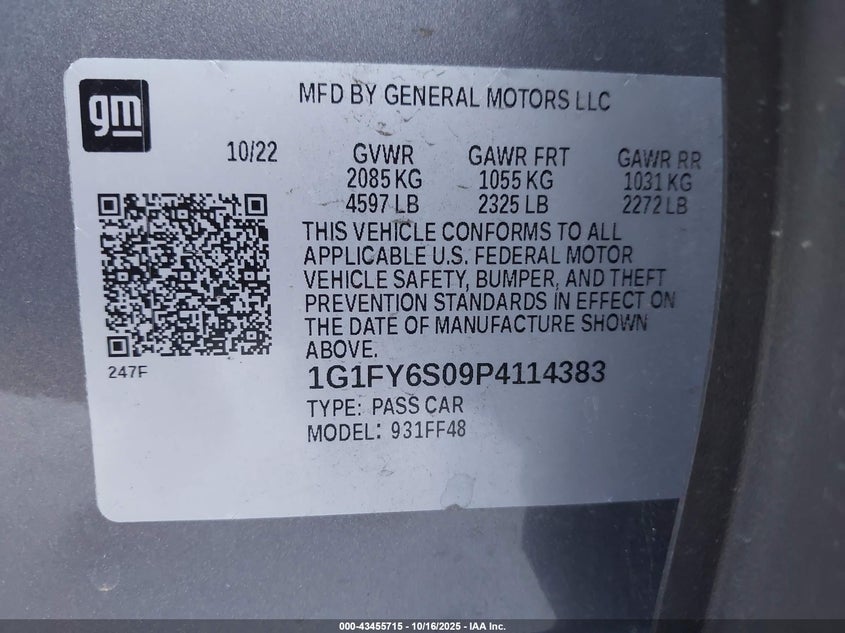 gm
MFD BY GENERAL MOTORS LLC
10/22 GVWR GAWR FRT GAWR RR
2085 KG 1055 KG 1031 KG
4597 LB 2325 LB 2272 LB
THIS VEHICLE CONFORMS TO ALL
APPLICABLE U.S. FEDERAL MOTOR
VEHICLE SAFETY, BUMPER, AND THEFT
PREVENTION STANDARDS IN EFFECT ON
THE DATE OF MANUFACTURE SHOWN
ABOVE.
247F
1G1FY6S09P4114383
TYPE: PASS CAR
MODEL: 931FF48
000-43455715 - 10/16/2025 - IAA Inc.